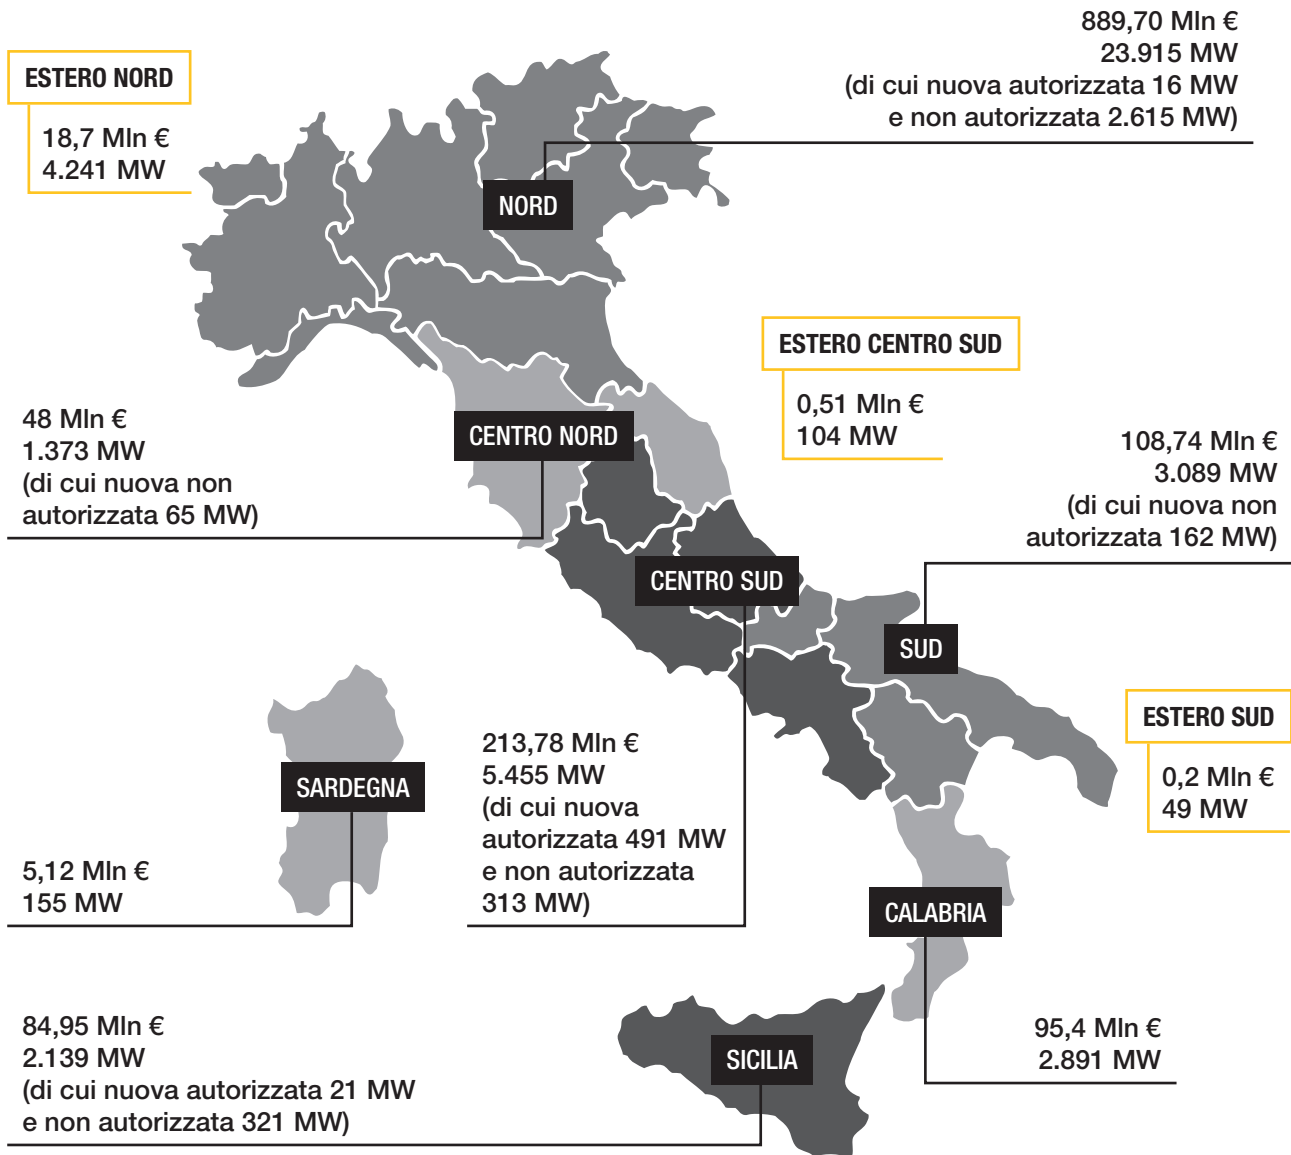 889,70 Mln €
23.915 MW
(di cui nuova autorizzata 16 MW
e non autorizzata 2.615 MW)
ESTERO NORD
18,7 Mln €
4.241 MW
NORD
ESTERO CENTRO SUD
0,51 Mln €
104 MW
48 Mln €
1.373 MW
(di cui nuova non
autorizzata 65 MW)
CENTRO NORD
108,74 Mln €
3.089 MW
(di cui nuova non
autorizzata 162 MW)
CENTRO SUD
SUD
ESTERO SUD
0,2 Mln €
49 MW
213,78 Mln €
5.455 MW
(di cui nuova
autorizzata 491 MW
e non autorizzata
313 MW)
SARDEGNA
5,12 Mln €
155 MW
CALABRIA
95,4 Mln €
2.891 MW
84,95 Mln €
2.139 MW
(di cui nuova autorizzata 21 MW
e non autorizzata 321 MW)
SICILIA